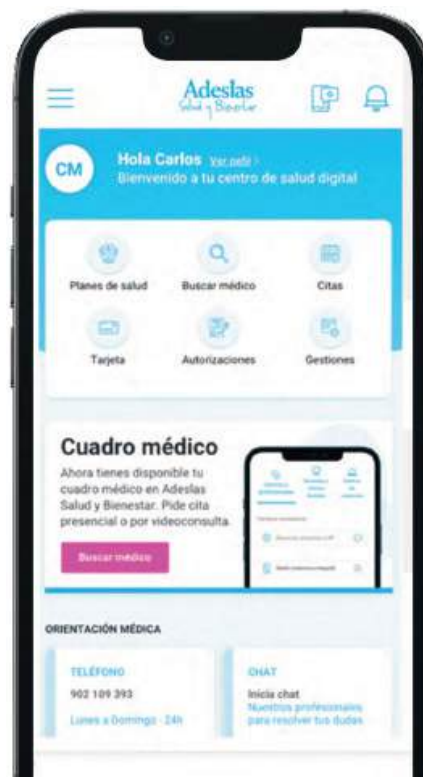 Adeslas
Salud y Bienestar
CM
Hola Carlos Ver perfil >
Bienvenido a tu centro de salud digital
Planes de salud
Buscar médico
Citas
Tarjeta
Autorizaciones
Gestiones
Cuadro médico
Ahora tienes disponible tu
cuadro médico en Adeslas
Salud y Bienestar. Pide cita
presencial o por videoconsulta.
Buscar médico
ORIENTACIÓN MÉDICA
TELÉFONO
902 109 393
Lunes a Domingo - 24h
CHAT
Inicia chat
Nuestros profesionales
para resolver tus dudas